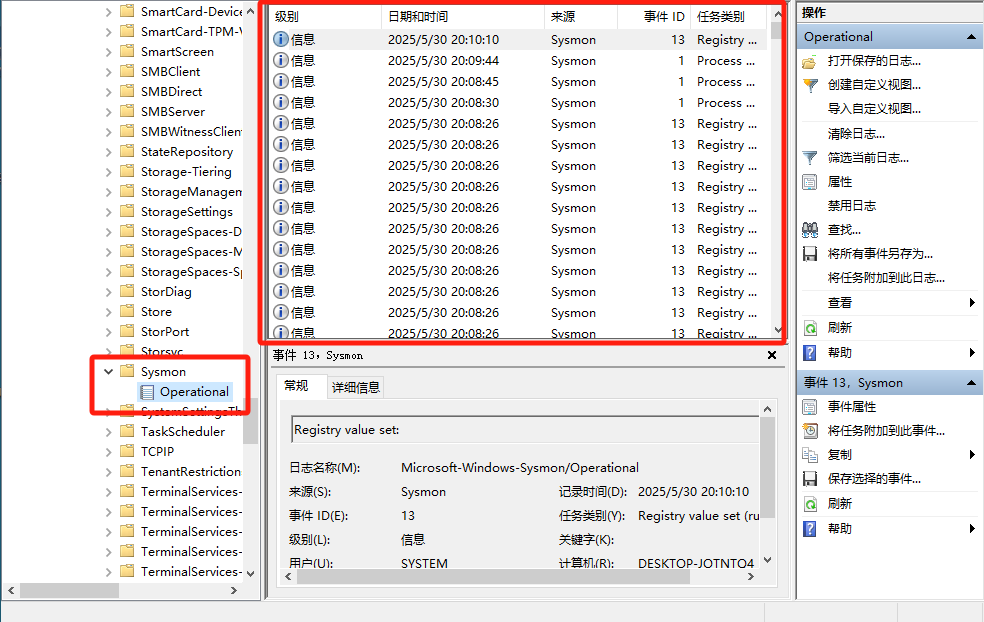 SmartCard-Device
SmartCard-TPM-V
SmartScreen
SMBClient
SMBDirect
SMBServer
SMBWitnessClien
StateRepository
Storage-Tiering
StorageManagem
StorageSettings
StorageSpaces-D
StorageSpaces-M
StorageSpaces-Sp
StorDiag
Store
StorPort
Storsvc
Sysmon
Operational
SystemSettingsTh
TaskScheduler
TCPIP
TenantRestriction
TerminalServices-
TerminalServices-
TerminalServices-
TerminalServices-
级别 日期和时间 来源 事件 ID 任务类别
信息 2025/5/30 20:10:10 Sysmon 13 Registry ...
信息 2025/5/30 20:09:44 Sysmon 1 Process ...
信息 2025/5/30 20:08:45 Sysmon 1 Process ...
信息 2025/5/30 20:08:30 Sysmon 1 Process ...
信息 2025/5/30 20:08:26 Sysmon 13 Registry ...
信息 2025/5/30 20:08:26 Sysmon 13 Registry ...
信息 2025/5/30 20:08:26 Sysmon 13 Registry ...
信息 2025/5/30 20:08:26 Sysmon 13 Registry ...
信息 2025/5/30 20:08:26 Sysmon 13 Registry ...
信息 2025/5/30 20:08:26 Sysmon 13 Registry ...
信息 2025/5/30 20:08:26 Sysmon 13 Registry ...
信息 2025/5/30 20:08:26 Sysmon 13 Registry ...
信息 2025/5/30 20:08:26 Sysmon 13 Registry ...
信息 2025/5/30 20:08:26 Sysmon 13 Registry ...
信息 2025/5/30 20:08:26 Sysmon 13 Registry ...
事件 13，Sysmon
常规 详细信息
Registry value set:
日志名称(M): Microsoft-Windows-Sysmon/Operational
来源(S): Sysmon 记录时间(D): 2025/5/30 20:10:10
事件 ID(E): 13 任务类别(Y): Registry value set (ru
级别(L): 信息 关键字(K):
用户(U): SYSTEM 计算机(R): DESKTOP-JOTNTO4
操作
Operational
打开保存的日志...
创建自定义视图...
导入自定义视图...
清除日志...
筛选当前日志...
属性
禁用日志
查找...
将所有事件另存为...
将任务附加到此日志...
查看
刷新
帮助
事件 13，Sysmon
事件属性
将任务附加到此事件...
复制
保存选择的事件...
刷新
帮助